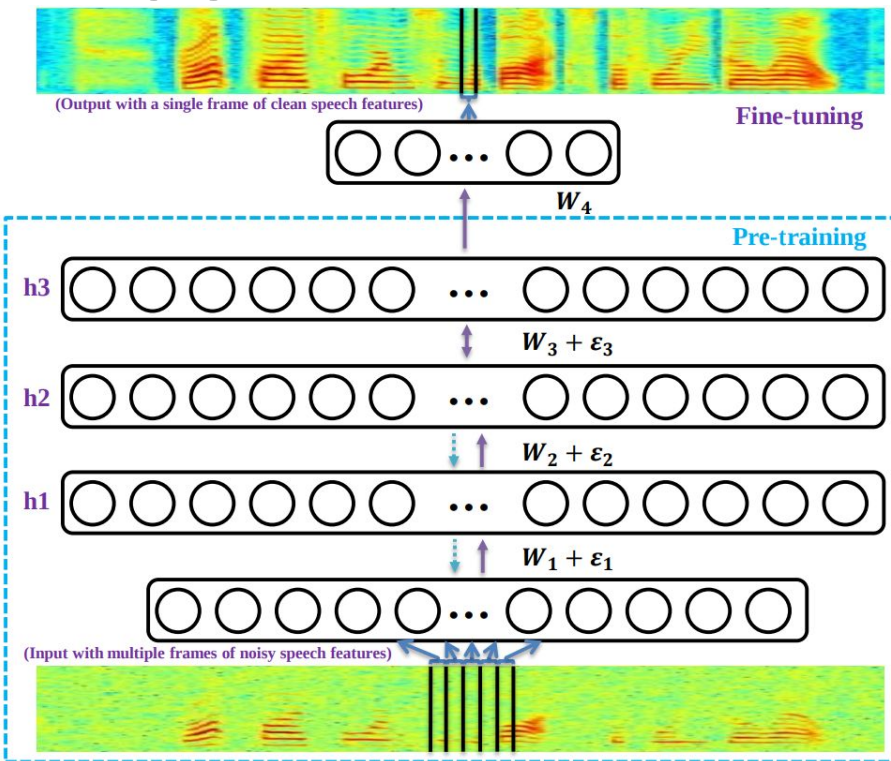 (Output with a single frame of clean speech features)
Fine-tuning
...
W₄
Pre-training
h3
...
W₃ + ε₃
h2
...
W₂ + ε₂
h1
...
W₁ + ε₁
...
(Input with multiple frames of noisy speech features)